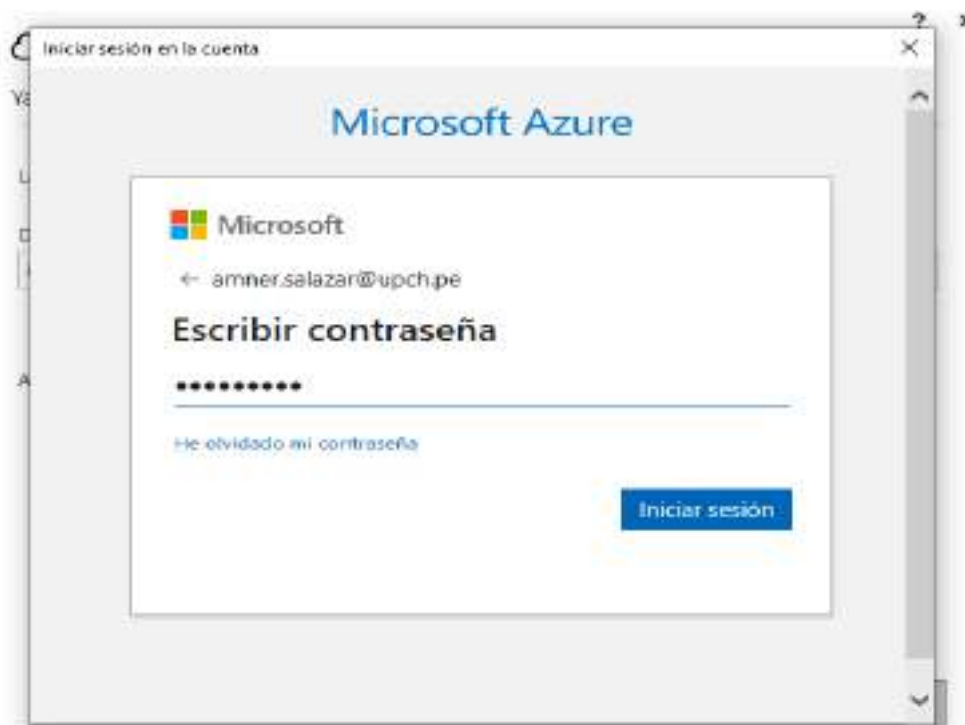 ?
Iniciar sesión en la cuenta
Microsoft Azure
Microsoft
amner.salazar@upch.pe
Escribir contraseña
He olvidado mi contraseña
Iniciar sesión